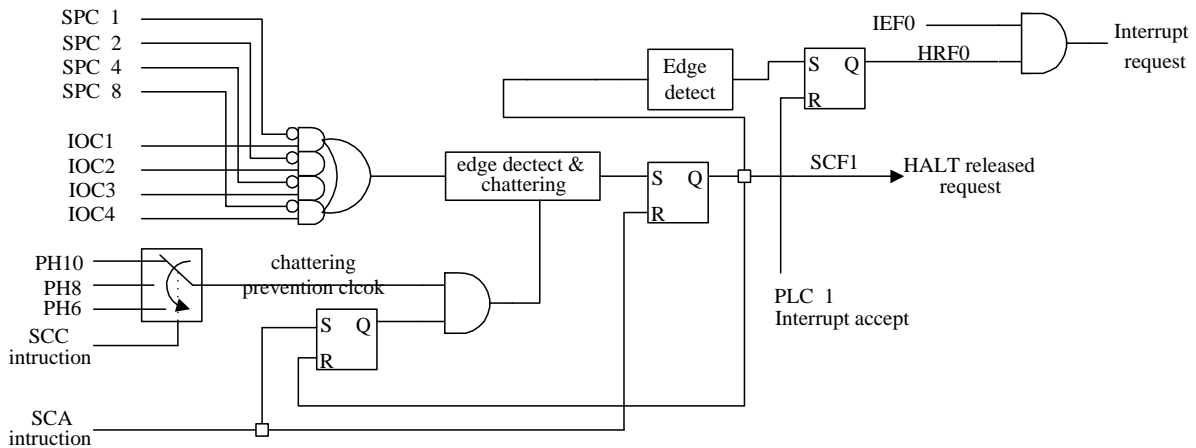 SPC 1
SPC 2
SPC 4
SPC 8
IOC1
IOC2
IOC3
IOC4
PH10
PH8
PH6
SCC
intruction
SCA
intruction
chattering
prevention clcok
S Q
R
edge dectect &
chattering
S Q
R
Edge
detect
S Q
R
IEF0
HRF0
Interrupt
request
SCF1
HALT released
request
PLC 1
Interrupt accept